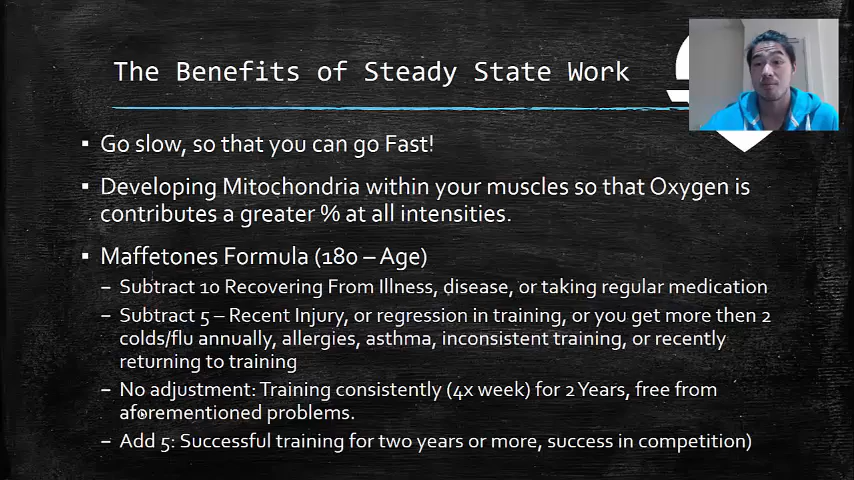 The Benefits of Steady State Work
▪ Go slow, so that you can go Fast!
▪ Developing Mitochondria within your muscles so that Oxygen is
contributes a greater % at all intensities.
▪ Maffetones Formula (180 – Age)
– Subtract 10 Recovering From Illness, disease, or taking regular medication
– Subtract 5 – Recent Injury, or regression in training, or you get more then 2
colds/flu annually, allergies, asthma, inconsistent training, or recently
returning to training
– No adjustment: Training consistently (4x week) for 2 Years, free from
aforementioned problems.
– Add 5: Successful training for two years or more, success in competition)